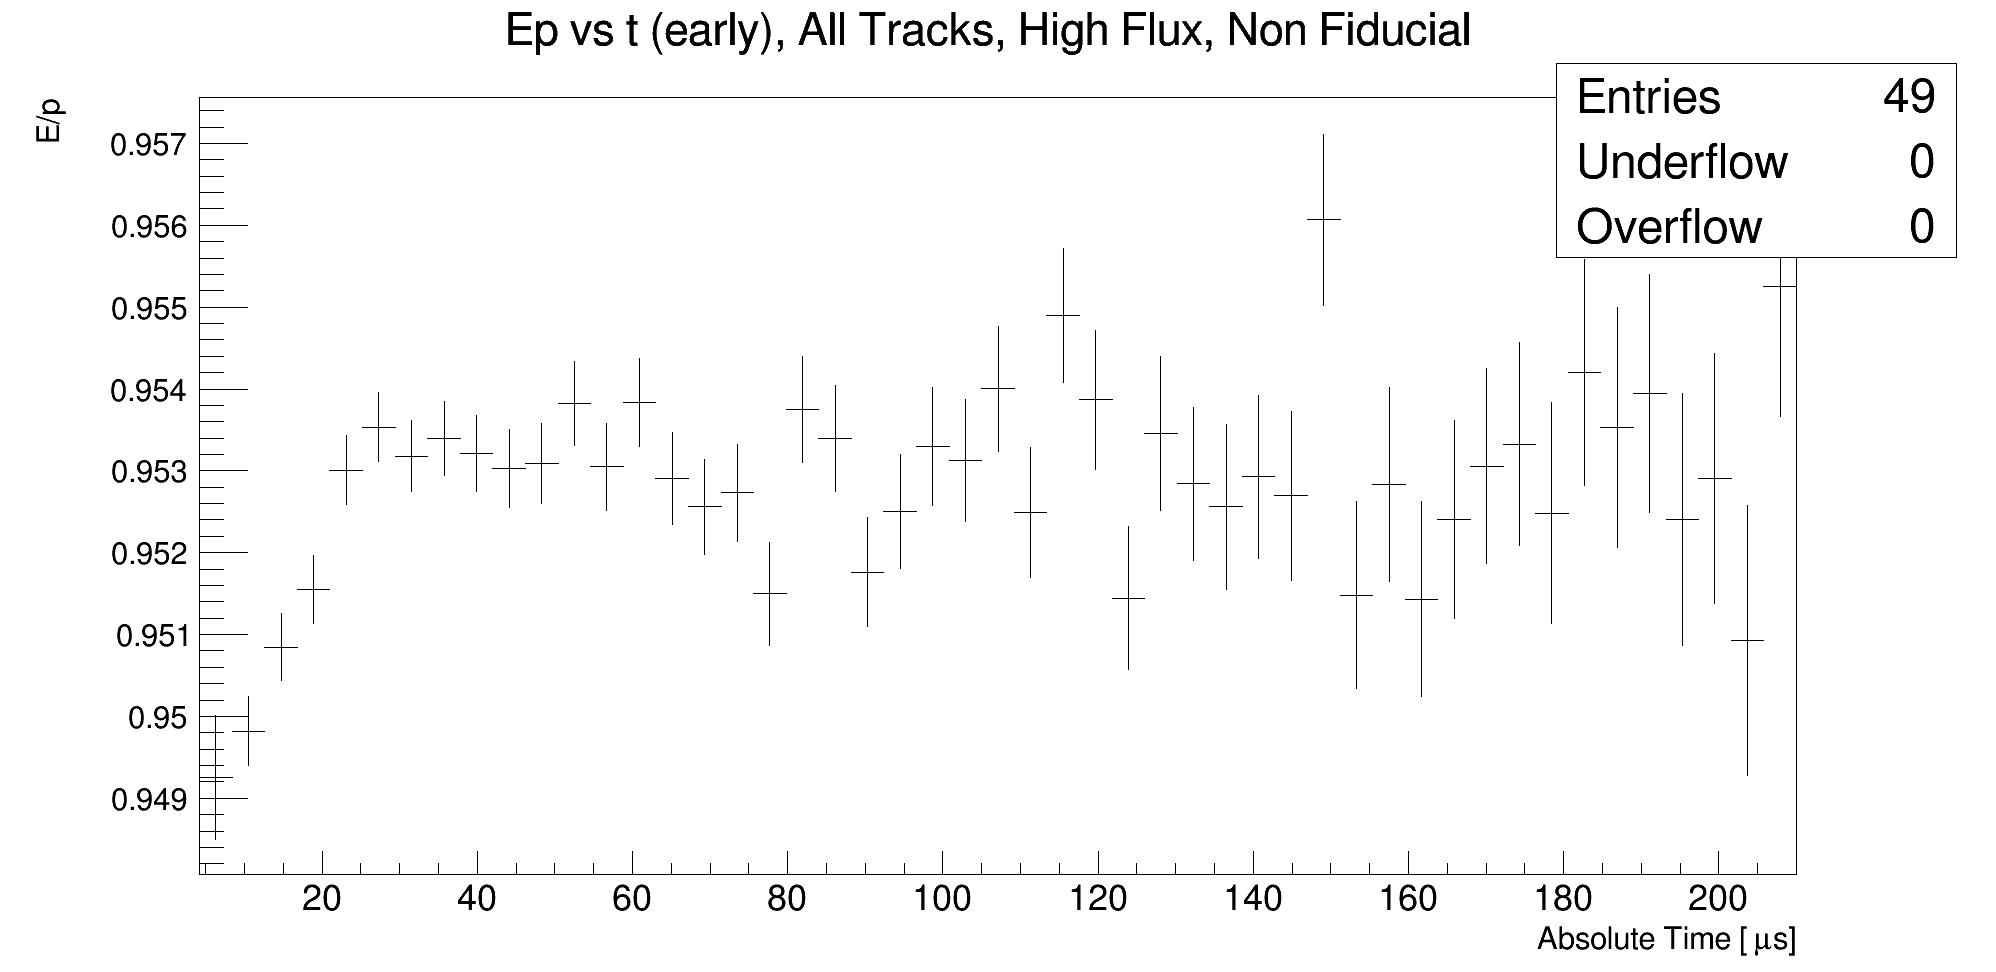 Ep vs t (early), All Tracks, High Flux, Non Fiducial
Entries 49
Underflow 0
Overflow 0
E/p
0.957
0.956
0.955
0.954
0.953
0.952
0.951
0.95
0.949
20 40 60 80 100 120 140 160 180 200
Absolute Time [ μs]